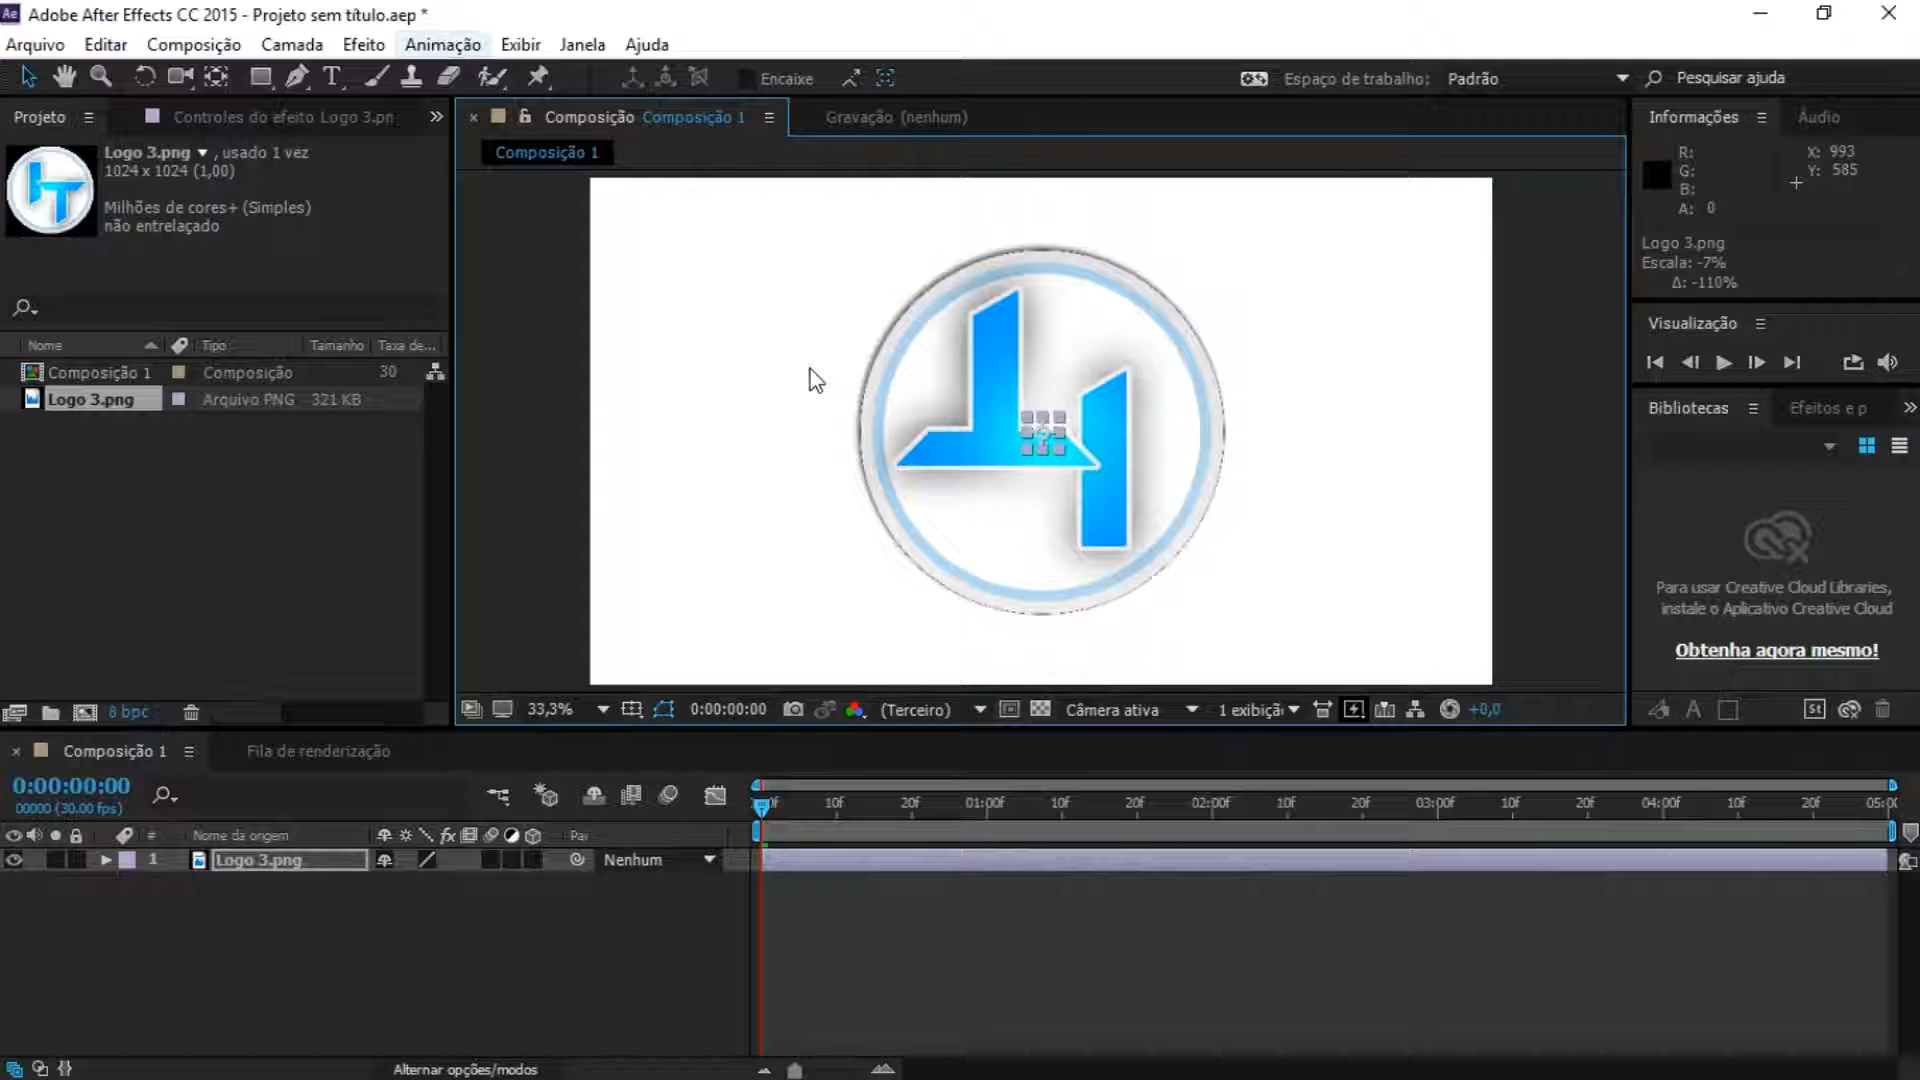 Adobe After Effects CC 2015 - Projeto sem título.aep *
Arquivo Editar Composição Camada Efeito Animação Exibir Janela Ajuda
Encaixe
Espaço de trabalho: Padrão
Pesquisar ajuda
Projeto
Controles do efeito Logo 3.pn
Composição Composição 1
Gravação (nenhum)
Informações
Áudio
Logo 3.png , usado 1 vez
1024 x 1024 (1,00)
Milhões de cores+ (Simples)
não entrelaçado
Composição 1
R:
G:
B:
A: 0
X: 993
Y: 585
Logo 3.png
Escala: -7%
Δ: -110%
Visualização
Nome Tipo Tamanho Taxa de...
Composição 1 Composição 30
Logo 3.png Arquivo PNG 321 KB
Bibliotecas
Efeitos e p
Para usar Creative Cloud Libraries,
instale o Aplicativo Creative Cloud
Obtenha agora mesmo!
8 bpc
33,3%
0:00:00:00
(Terceiro)
Câmera ativa
1 exibiçã
+0,0
St
A
Composição 1
Fila de renderização
0:00:00:00
00000 (30.00 fps)
10f 20f 01:00f 10f 20f 02:00f 10f 20f 03:00f 10f 20f 04:00f 10f 20f 05:00
# Nome da origem fx Pai
1 Logo 3.png Nenhum
Alternar opções/modos